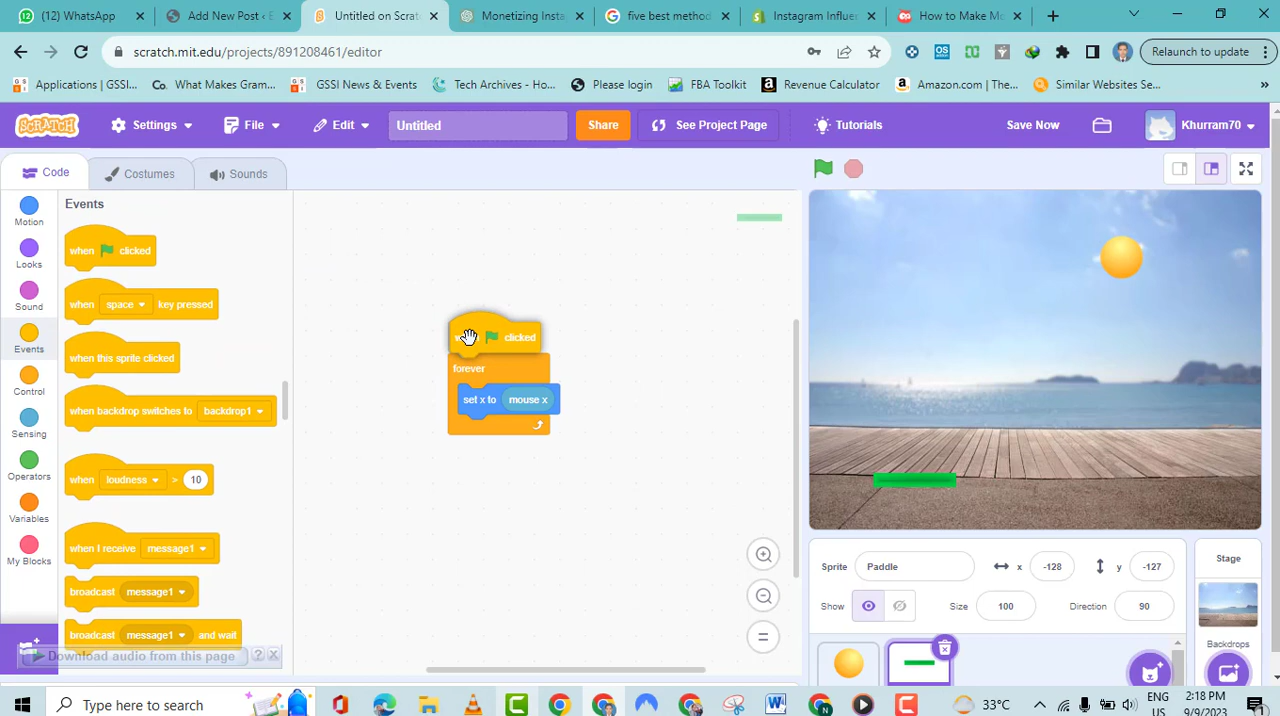 (12) WhatsApp
Add New Post ‹ E
Untitled on Scrat
Monetizing Insta
five best method
Instagram Influe
How to Make Mo
scratch.mit.edu/projects/891208461/editor
Relaunch to update
Applications | GSSI...
Co. What Makes Gram...
GSSI News & Events
Tech Archives - Ho...
Please login
FBA Toolkit
Revenue Calculator
Amazon.com | The...
Similar Websites Se...
»
SCRATCH
Settings
File
Edit
Untitled
Share
See Project Page
Tutorials
Save Now
Khurram70
Code
Costumes
Sounds
Motion
Looks
Sound
Events
Control
Sensing
Operators
Variables
My Blocks
Events
when clicked
when space key pressed
when this sprite clicked
when backdrop switches to backdrop1
when loudness > 10
when I receive message1
broadcast message1
broadcast message1 and wait
Download audio from this page ? x
clicked
forever
set x to mouse x
Sprite Paddle x -128 y -127
Show Size 100 Direction 90
Stage
Backdrops
Type here to search
33°C
ENG
US
2:18 PM
9/9/2023